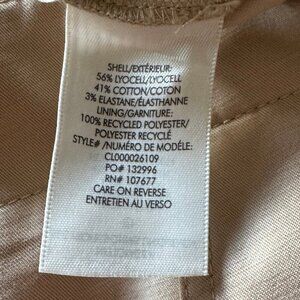 SHELL/EXTÉRIEUR:
56% LYOCELL/LYOCELL
41% COTTON/COTON
3% ELASTANE/ÉLASTHANNE
LINING/GARNITURE:
100% RECYCLED POLYESTER/
POLYESTER RECYCLÉ
STYLE# /NUMÉRO DE MODÈLE:
CL000026109
PO# 132996
RN# 107677
CARE ON REVERSE
ENTRETIEN AU VERSO